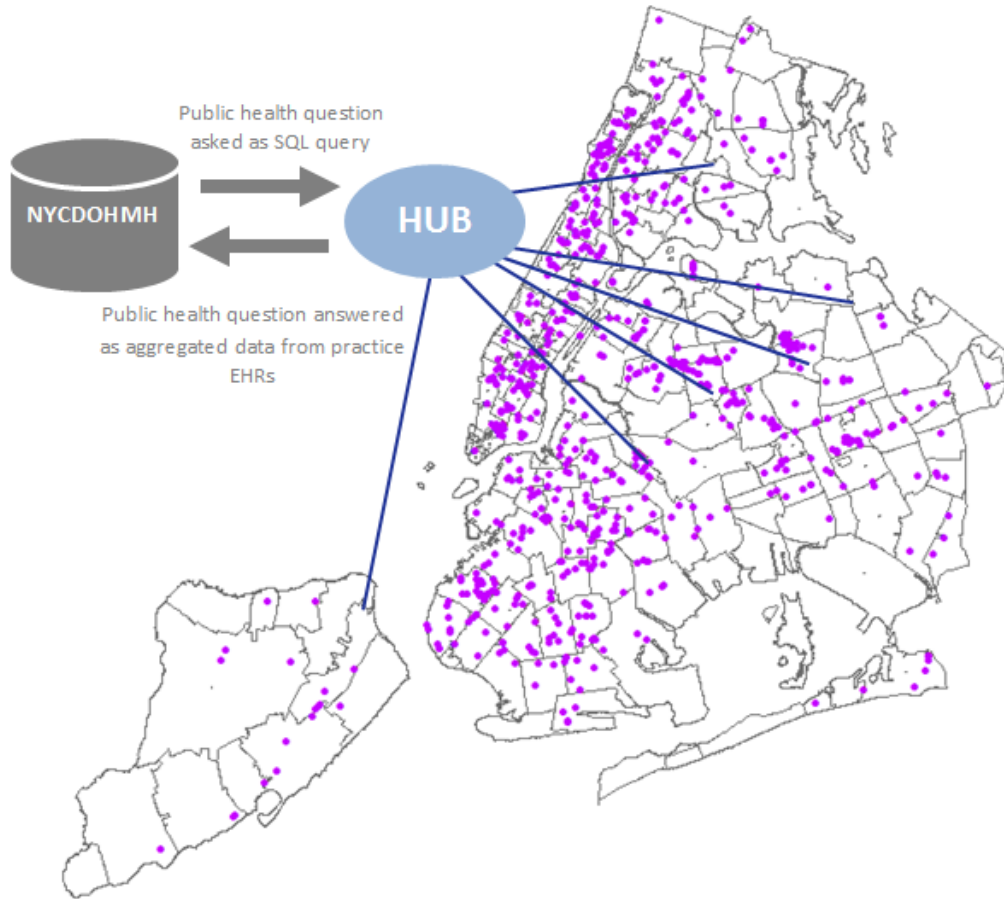 Public health question
asked as SQL query
NYCDOHMH
HUB
Public health question answered
as aggregated data from practice
EHRs